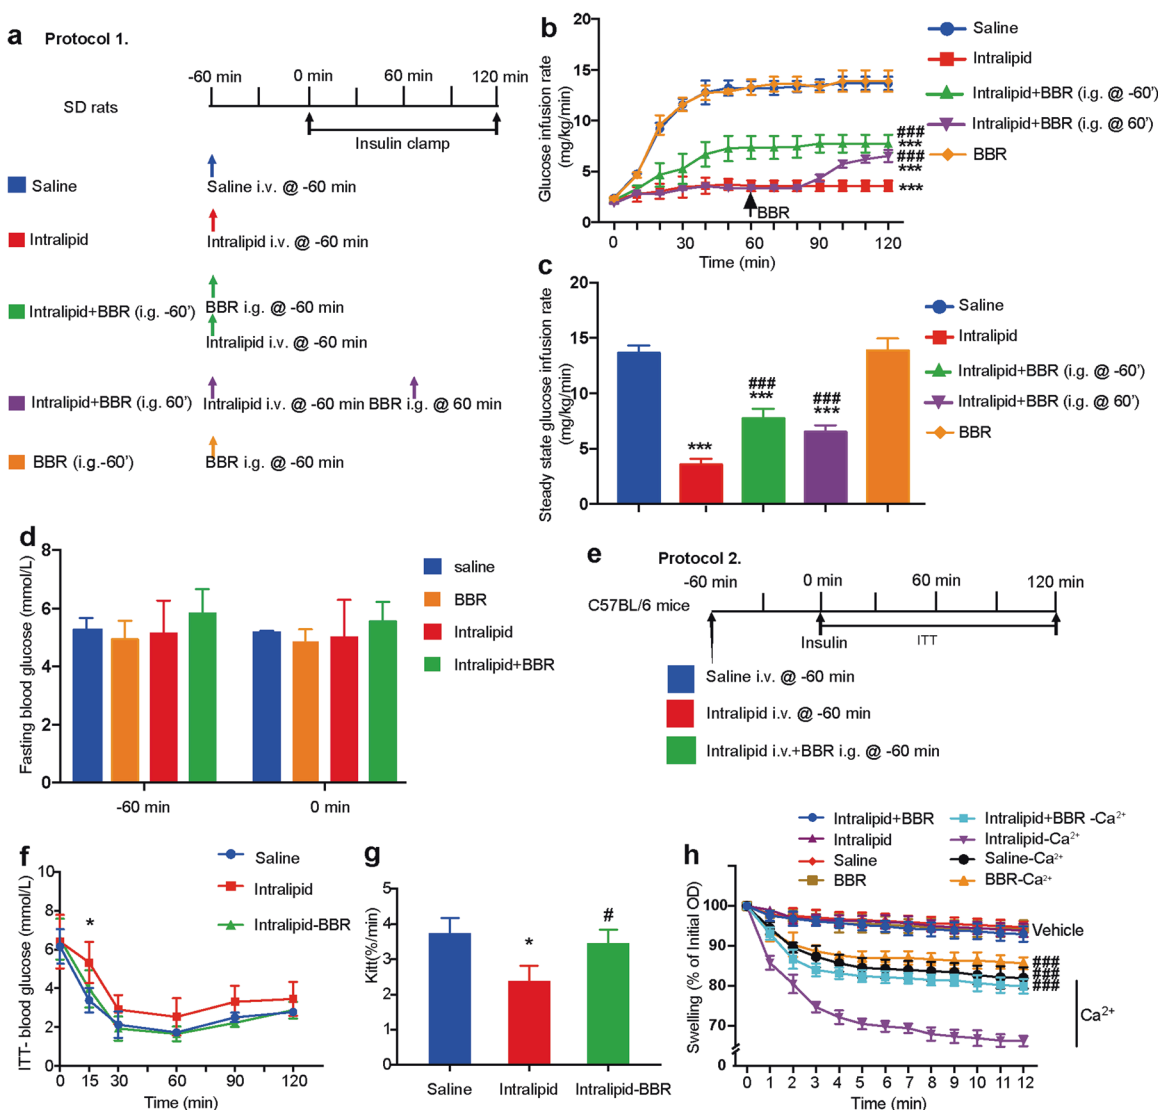 a Protocol 1.
-60 min 0 min 60 min 120 min
SD rats
Insulin clamp
Saline
Saline i.v. @ -60 min
Intralipid
Intralipid i.v. @ -60 min
Intralipid+BBR (i.g. -60')
BBR i.g. @ -60 min
Intralipid i.v. @ -60 min
Intralipid+BBR (i.g. 60')
Intralipid i.v. @ -60 min BBR i.g. @ 60 min
BBR (i.g.-60')
BBR i.g. @ -60 min
b
Glucose infusion rate
(mg/kg/min)
20
15
10
5
0
0 30 60 90 120
Time (min)
BBR
###
***
###
***
***
Saline
Intralipid
Intralipid+BBR (i.g. @ -60')
Intralipid+BBR (i.g. @ 60')
BBR
c
Steady state glucose infusion rate
(mg/kg/min)
20
15
10
5
0
***
###
***
###
***
Saline
Intralipid
Intralipid+BBR (i.g. @ -60')
Intralipid+BBR (i.g. @ 60')
BBR
d
Fasting blood glucose (mmol/L)
8
6
4
2
0
-60 min 0 min
saline
BBR
Intralipid
Intralipid+BBR
e
Protocol 2.
-60 min 0 min 60 min 120 min
C57BL/6 mice
Insulin ITT
Saline i.v. @ -60 min
Intralipid i.v. @ -60 min
Intralipid i.v.+BBR i.g. @ -60 min
f
ITT- blood glucose (mmol/L)
10
8
6
4
2
0
*
0 15 30 60 90 120
Time (min)
Saline
Intralipid
Intralipid-BBR
g
Kitt(%/min)
5
4
3
2
1
0
*
#
Saline Intralipid Intralipid-BBR
h
Intralipid+BBR
Intralipid
Saline
BBR
Intralipid+BBR -Ca²⁺
Intralipid-Ca²⁺
Saline-Ca²⁺
BBR-Ca²⁺
Swelling (% of Initial OD)
100
90
80
70
0
0 1 2 3 4 5 6 7 8 9 10 11 12
Time (min)
Vehicle
###
###
###
Ca²⁺